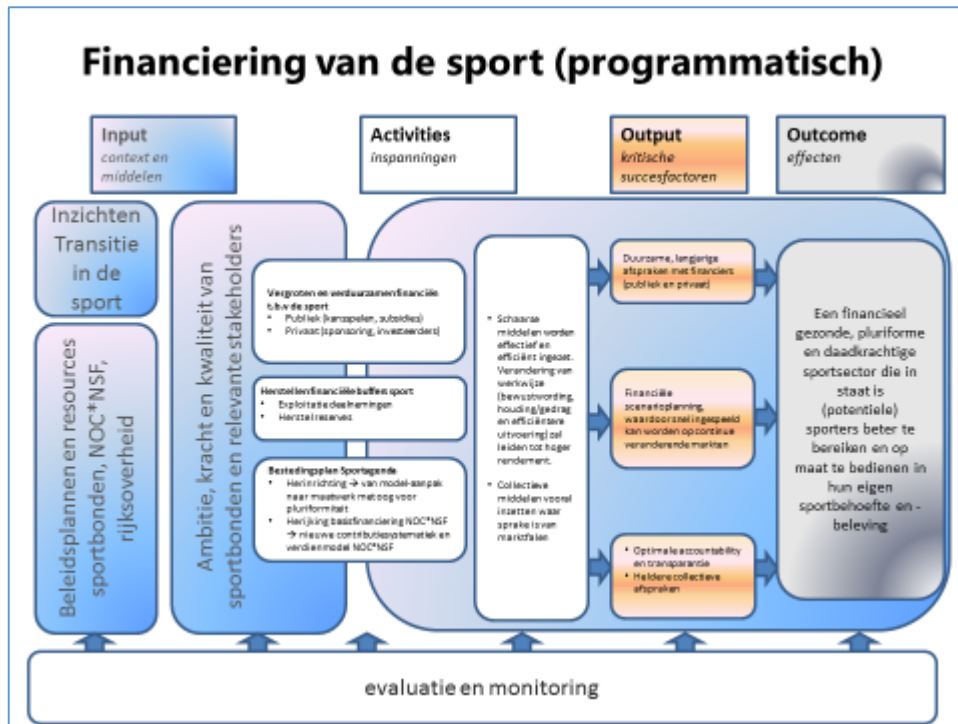 Financiering van de sport (programmatisch)
Input
context en
middelen
Activities
inspanningen
Output
kritische
succesfactoren
Outcome
effecten
Inzichten
Transitie
in de
sport
Beleidsplannen en resources
sportbonden, NOC*NSF,
rijksoverheid
Ambitie, kracht en kwaliteit van
sportbonden en relevante stakeholders
Vergroten en verduurzamen financiën
t.b.v de sport
• Publiek (kansspelen, subsidies)
• Privaat (sponsoring, investeerders)
Herstellen financiële buffers sport
• Exploitatie deelnemingen
• Herstel reserves
Bestedingsplan Sportagenda
• Herinrichting → van model-aanpak
naar maatwerk met oog voor
pluriformiteit
• Herijking basisfinanciering NOC*NSF
→ nieuwe contributiesystematiek en
verdienmodel NOC*NSF
• Schaarse
middelen worden
effectief en
efficiënt ingezet.
Verandering van
werkwijze
(bewustwording,
houding/gedrag
en efficiëntere
uitvoering) zal
leiden tot hoger
rendement.
• Collectieve
middelen vooral
inzetten waar
sprake is van
marktfalen
Duurzame, langjarige
afspraken met financiers
(publiek en privaat)
Financiële
scenarioplanning,
waardoor snel ingespeeld
kan worden op continue
veranderende markten
• Optimale accountability
en transparantie
• Heldere collectieve
afspraken
Een financieel
gezonde, pluriforme
en daadkrachtige
sportsector die in
staat is
(potentiele)
sporters beter te
bereiken en op
maat te bedienen in
hun eigen
sportbehoefte en -
beleving
evaluatie en monitoring